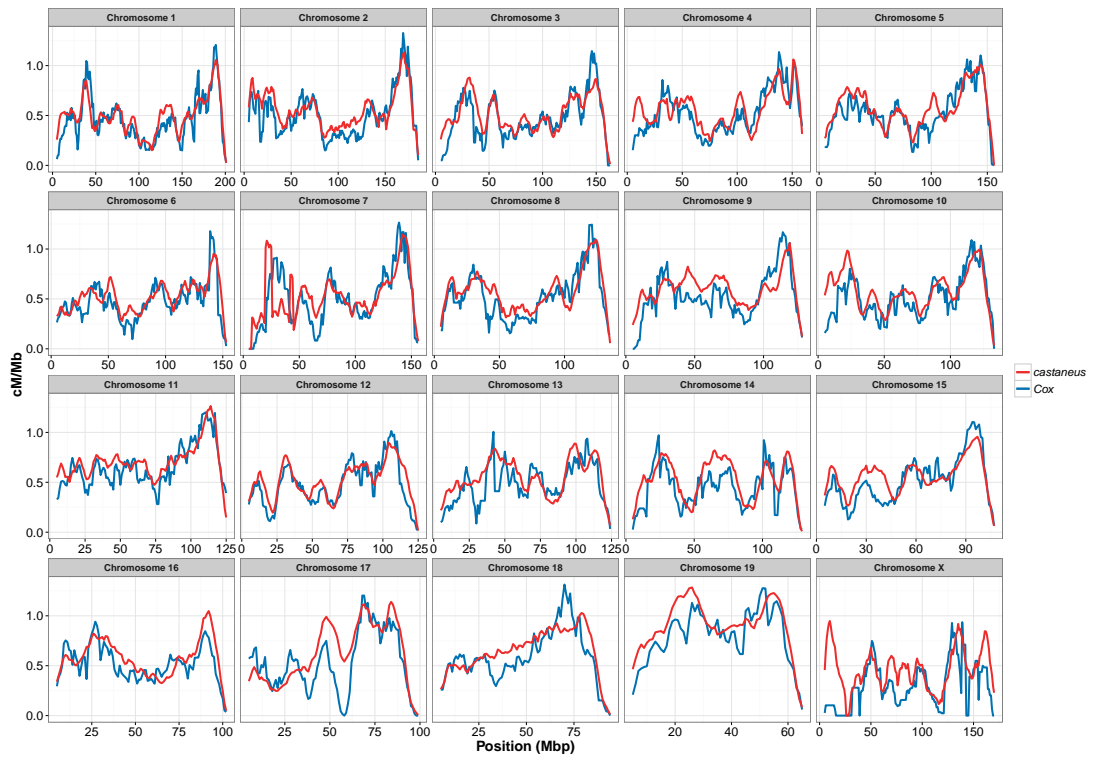 Chromosome 1 Chromosome 2 Chromosome 3 Chromosome 4 Chromosome 5
1.0
0.5
0.0
0 50 100 150 200 0 50 100 150 0 50 100 150 0 50 100 150 0 50 100 150
Chromosome 6 Chromosome 7 Chromosome 8 Chromosome 9 Chromosome 10
1.0
0.5
0.0
0 50 100 150 0 50 100 150 0 50 100 0 50 100 0 50 100
Chromosome 11 Chromosome 12 Chromosome 13 Chromosome 14 Chromosome 15
1.0
0.5
0.0
0 25 50 75 100 125 0 25 50 75 100 125 0 25 50 75 100 125 0 50 100 0 30 60 90
Chromosome 16 Chromosome 17 Chromosome 18 Chromosome 19 Chromosome X
1.0
0.5
0.0
25 50 75 100 0 25 50 75 100 25 50 75 20 40 60 0 50 100 150
cM/Mb
Position (Mbp)
castaneus
Cox